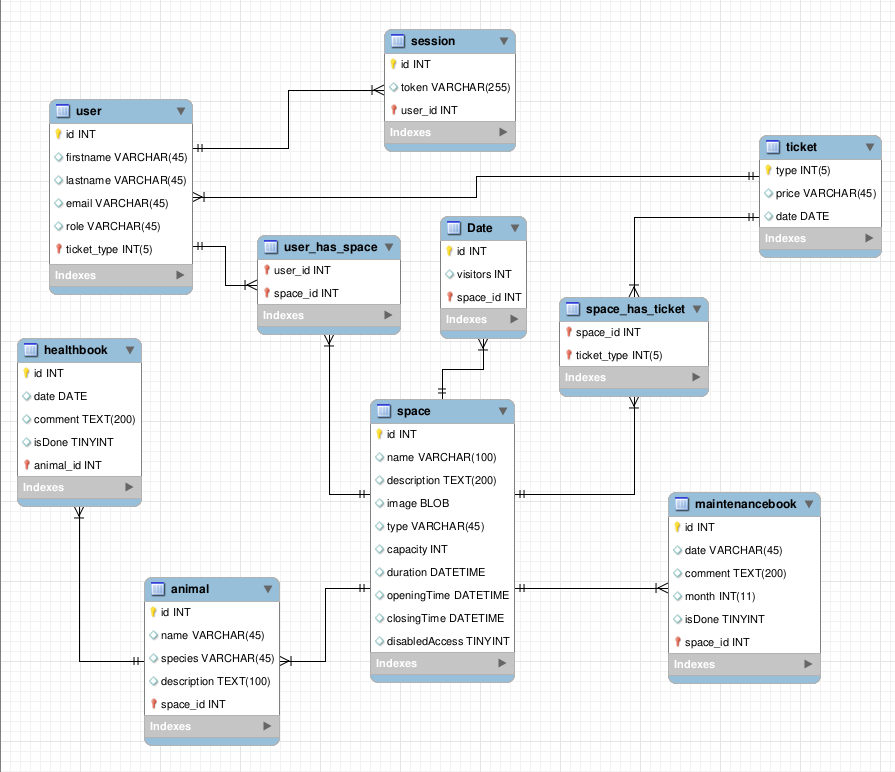 session
id INT
token VARCHAR(255)
user_id INT
Indexes
user
id INT
firstname VARCHAR(45)
lastname VARCHAR(45)
email VARCHAR(45)
role VARCHAR(45)
ticket_type INT(5)
Indexes
ticket
type INT(5)
price VARCHAR(45)
date DATE
Indexes
user_has_space
user_id INT
space_id INT
Indexes
Date
id INT
visitors INT
space_id INT
Indexes
space_has_ticket
space_id INT
ticket_type INT(5)
Indexes
healthbook
id INT
date DATE
comment TEXT(200)
isDone TINYINT
animal_id INT
Indexes
space
id INT
name VARCHAR(100)
description TEXT(200)
image BLOB
type VARCHAR(45)
capacity INT
duration DATETIME
openingTime DATETIME
closingTime DATETIME
disabledAccess TINYINT
Indexes
maintenancebook
id INT
date VARCHAR(45)
comment TEXT(200)
month INT(11)
isDone TINYINT
space_id INT
Indexes
animal
id INT
name VARCHAR(45)
species VARCHAR(45)
description TEXT(100)
space_id INT
Indexes